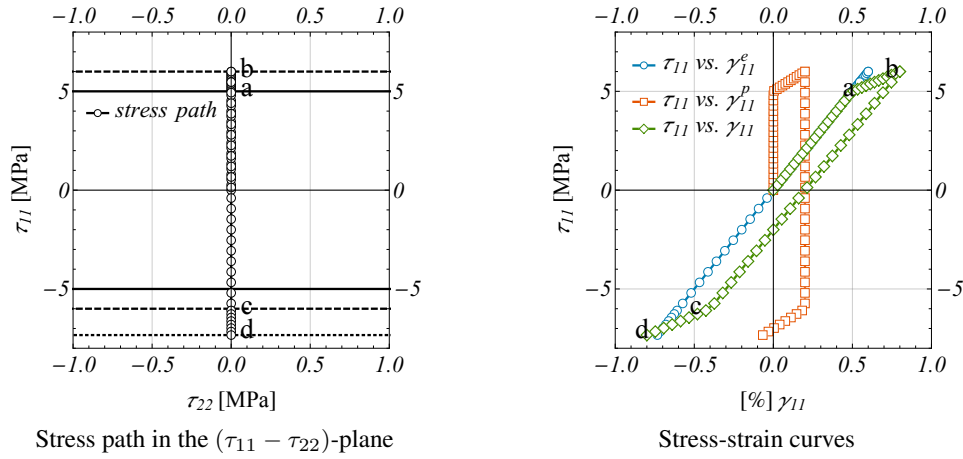 −1.0 −0.5 0.0 0.5 1.0
b
5
a
stress path
0 0
τ11 [MPa]
−5 −5
c
d
−1.0 −0.5 0.0 0.5 1.0
τ22 [MPa]
Stress path in the (τ11 − τ22)-plane
−1.0 −0.5 0.0 0.5 1.0
τ11 vs. γ^e_11
b
a
5
τ11 vs. γ^p_11
τ11 vs. γ11
0 0
τ11 [MPa]
−5 −5
c
d
−1.0 −0.5 0.0 0.5 1.0
[%] γ11
Stress-strain curves